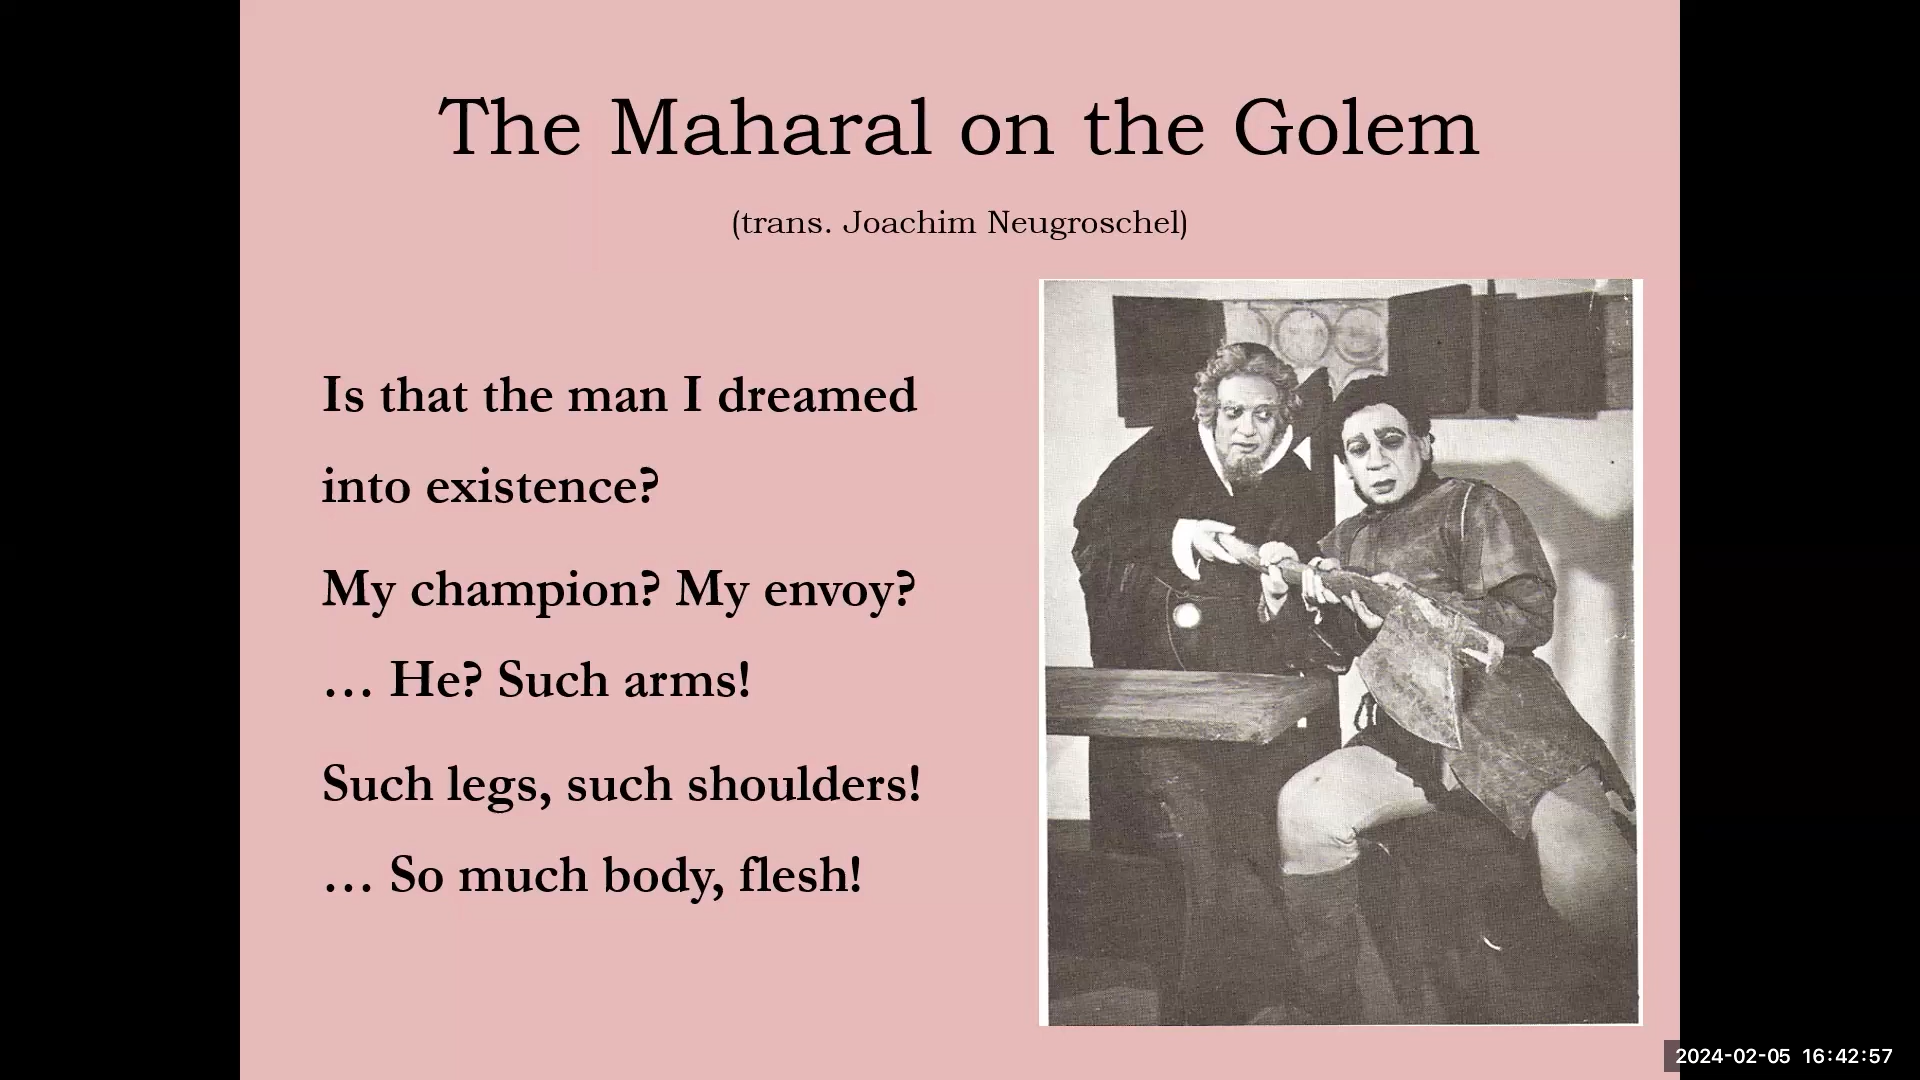 The Maharal on the Golem
(trans. Joachim Neugroschel)
Is that the man I dreamed
into existence?
My champion? My envoy?
… He? Such arms!
Such legs, such shoulders!
… So much body, flesh!
2024-02-05 16:42:57